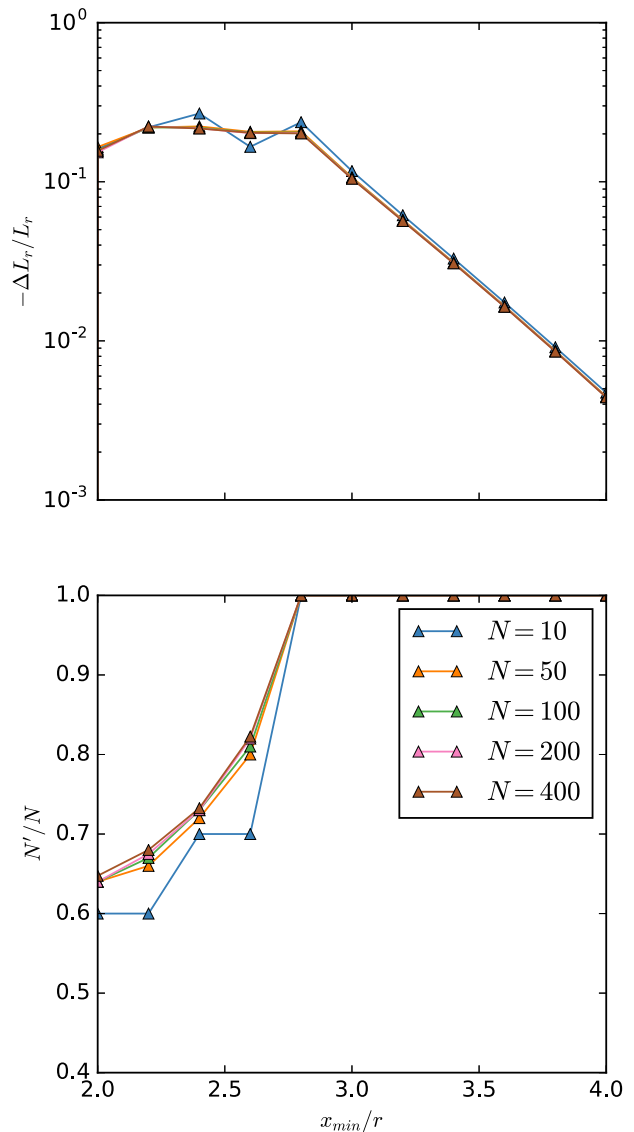 10^0
10^{-1}
10^{-2}
10^{-3}
−ΔL_r/L_r
1.0
0.9
0.8
0.7
0.6
0.5
0.4
N′/N
N = 10
N = 50
N = 100
N = 200
N = 400
2.0 2.5 3.0 3.5 4.0
x_{min}/r